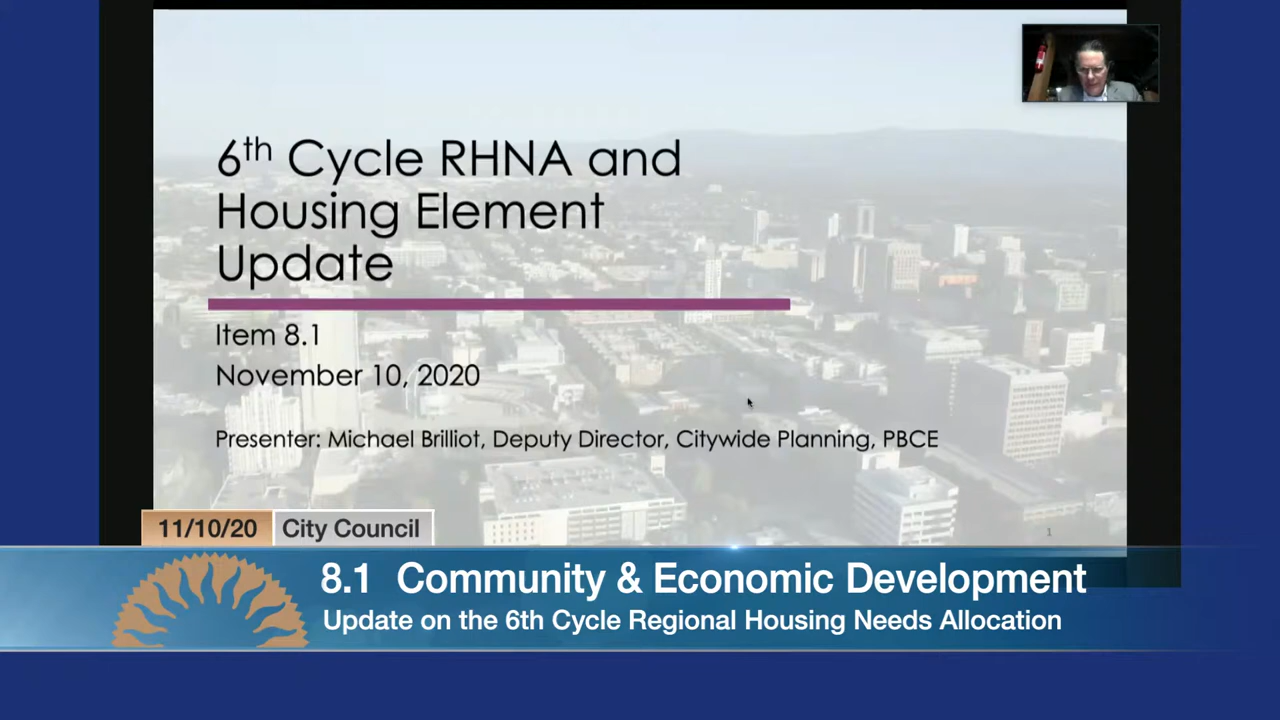 6th Cycle RHNA and
Housing Element
Update
Item 8.1
November 10, 2020
Presenter: Michael Brilliot, Deputy Director, Citywide Planning, PBCE
1
11/10/20 City Council
8.1 Community & Economic Development
Update on the 6th Cycle Regional Housing Needs Allocation